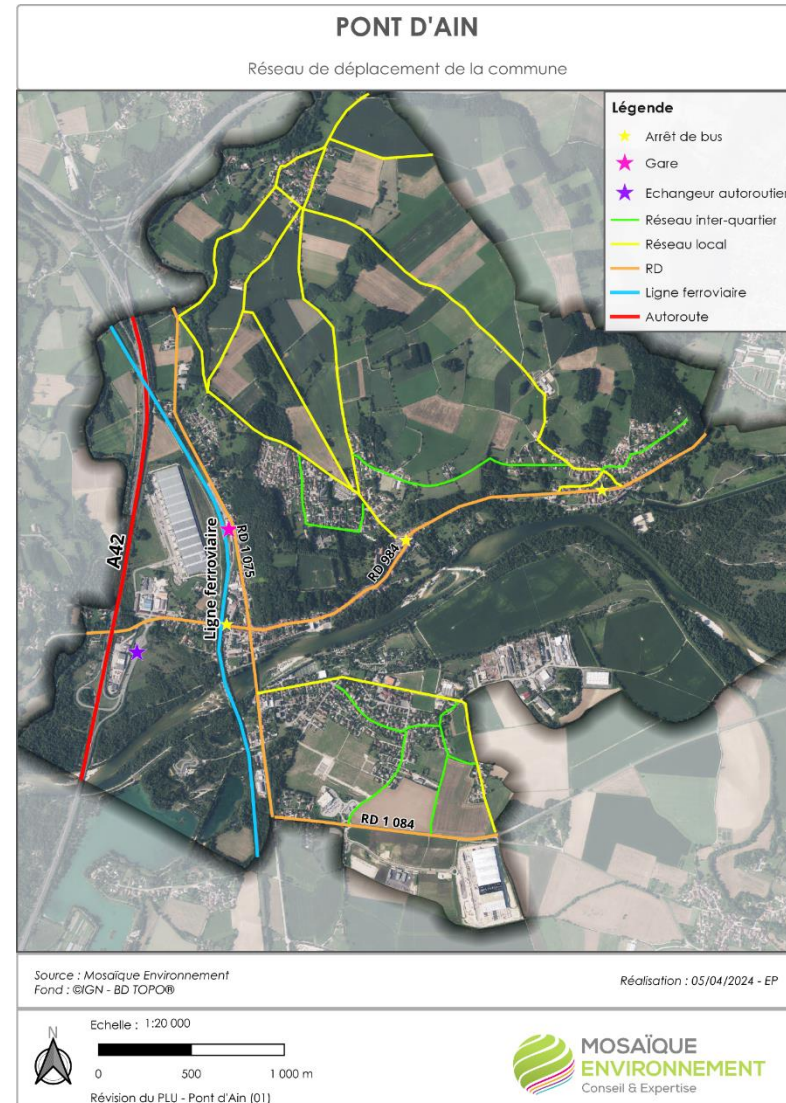 PONT D'AIN
Réseau de déplacement de la commune
Légende
Arrêt de bus
Gare
Echangeur autoroutier
Réseau inter-quartier
Réseau local
RD
Ligne ferroviaire
Autoroute
A42
Ligne ferroviaire
RD 1 075
RD 984
RD 1 084
Source : Mosaïque Environnement
Fond : ©IGN - BD TOPO®
Réalisation : 05/04/2024 - EP
N
Echelle : 1:20 000
0 500 1 000 m
Révision du PLU - Pont d'Ain (01)
MOSAÏQUE
ENVIRONNEMENT
Conseil & Expertise